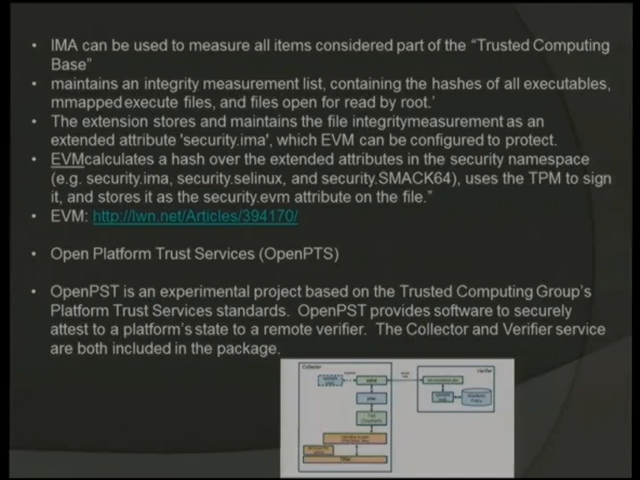 • IMA can be used to measure all items considered part of the “Trusted Computing
Base”
• maintains an integrity measurement list, containing the hashes of all executables,
mmapped execute files, and files open for read by root.’
• The extension stores and maintains the file integritymeasurement as an
extended attribute 'security.ima', which EVM can be configured to protect.
• EVMcalculates a hash over the extended attributes in the security namespace
(e.g. security.ima, security.selinux, and security.SMACK64), uses the TPM to sign
it, and stores it as the security.evm attribute on the file.”
• EVM: http://lwn.net/Articles/394170/
• Open Platform Trust Services (OpenPTS)
• OpenPST is an experimental project based on the Trusted Computing Group’s
Platform Trust Services standards. OpenPST provides software to securely
attest to a platform’s state to a remote verifier. The Collector and Verifier service
are both included in the package.
Collector
Verifier